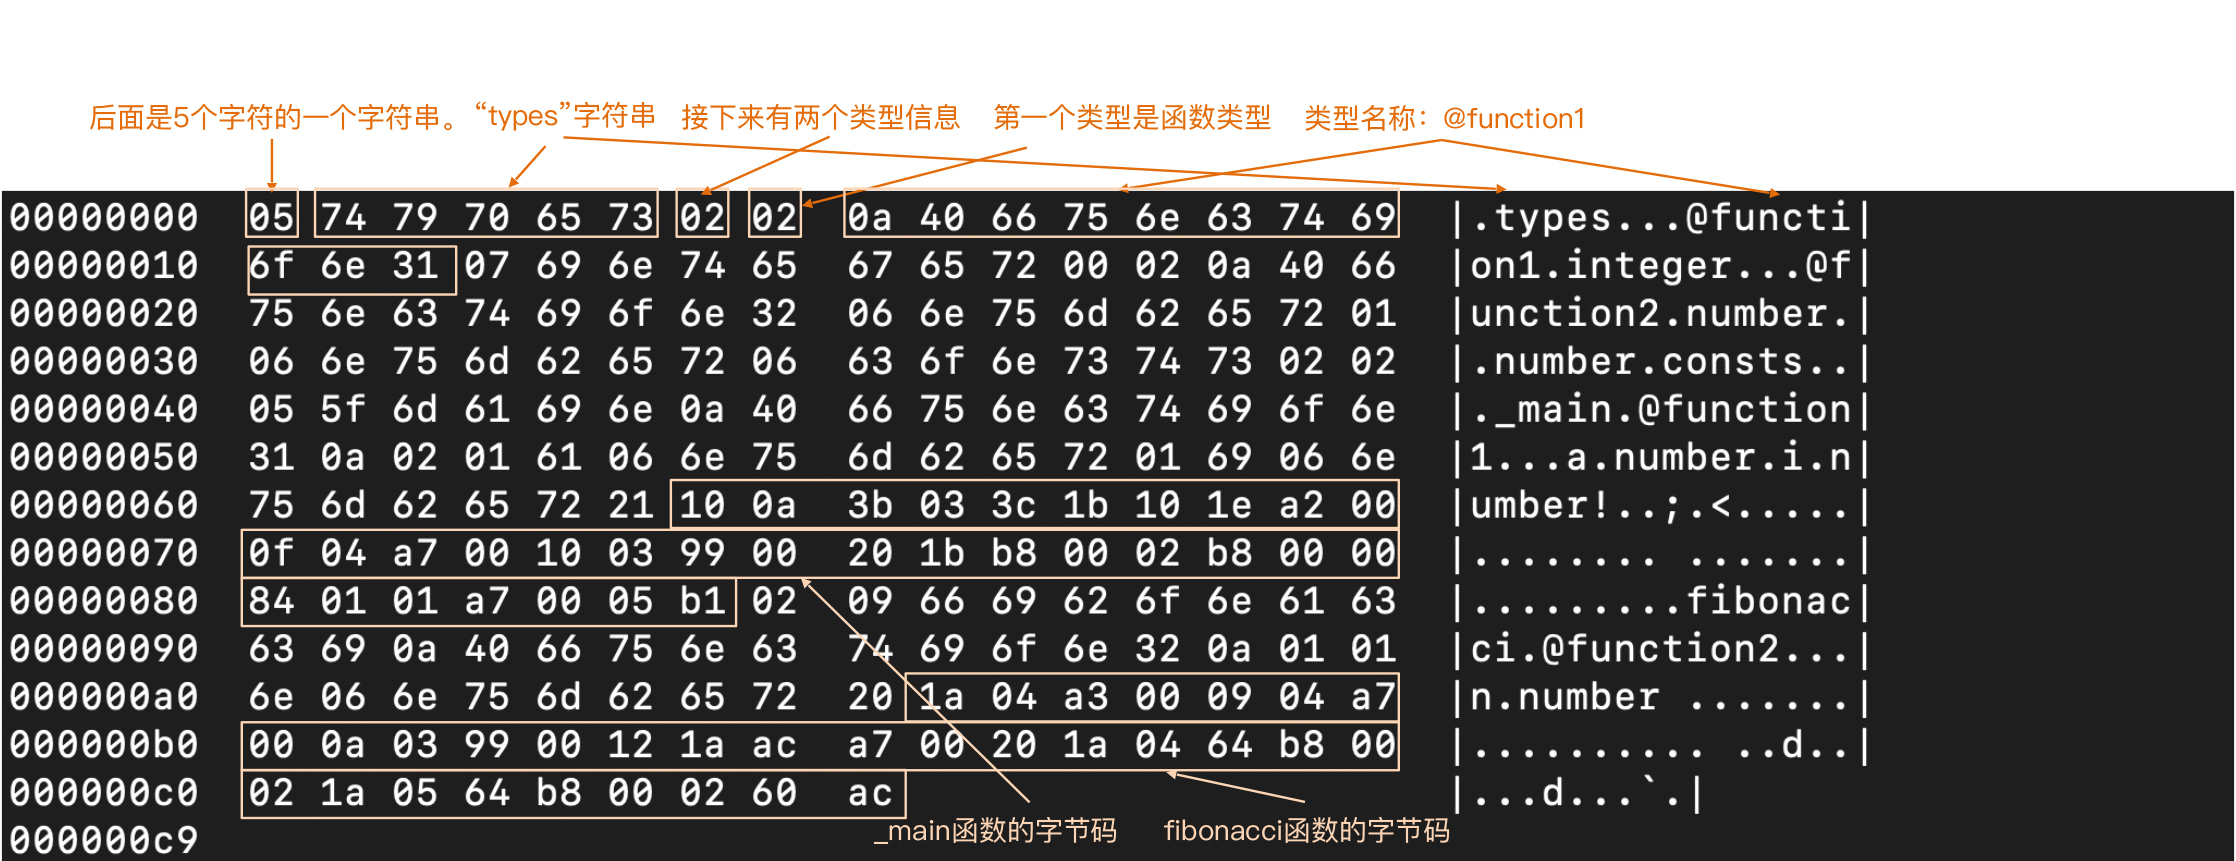 后面是5个字符的一个字符串。 “types”字符串 接下来有两个类型信息 第一个类型是函数类型 类型名称：@function1
00000000 05 74 79 70 65 73 02 02 0a 40 66 75 6e 63 74 69 |.types...@functi|
00000010 6f 6e 31 07 69 6e 74 65 67 65 72 00 02 0a 40 66 |on1.integer...@f|
00000020 75 6e 63 74 69 6f 6e 32 06 6e 75 6d 62 65 72 01 |unction2.number.|
00000030 06 6e 75 6d 62 65 72 06 63 6f 6e 73 74 73 02 02 |.number.consts..|
00000040 05 5f 6d 61 69 6e 0a 40 66 75 6e 63 74 69 6f 6e |._main.@function|
00000050 31 0a 02 01 61 06 6e 75 6d 62 65 72 01 69 06 6e |1...a.number.i.n|
00000060 75 6d 62 65 72 21 10 0a 3b 03 3c 1b 10 1e a2 00 |umber!..;.<.....|
00000070 0f 04 a7 00 10 03 99 00 20 1b b8 00 02 b8 00 00 |........ .......|
00000080 84 01 01 a7 00 05 b1 02 09 66 69 62 6f 6e 61 63 |.........fibonac|
00000090 63 69 0a 40 66 75 6e 63 74 69 6f 6e 32 0a 01 01 |ci.@function2...|
000000a0 6e 06 6e 75 6d 62 65 72 20 1a 04 a3 00 09 04 a7 |n.number .......|
000000b0 00 0a 03 99 00 12 1a ac a7 00 20 1a 04 64 b8 00 |.......... ..d..|
000000c0 02 1a 05 64 b8 00 02 60 ac |...d...`.|
000000c9
_main函数的字节码 fibonacci函数的字节码